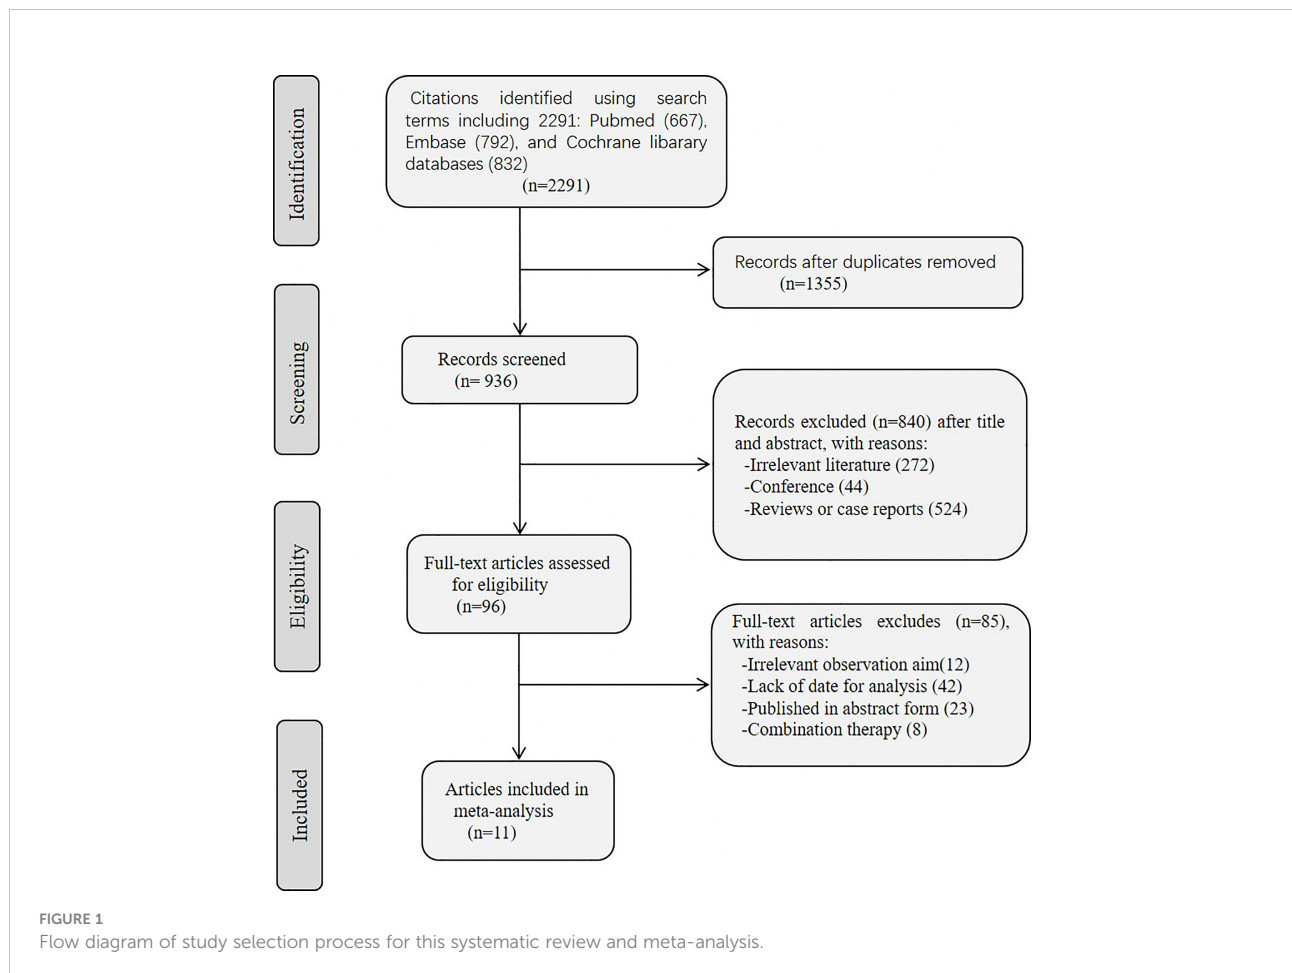 Identification
Citations identified using search
terms including 2291: Pubmed (667),
Embase (792), and Cochrane libarary
databases (832)
(n=2291)
Records after duplicates removed
(n=1355)
Screening
Records screened
(n= 936)
Records excluded (n=840) after title
and abstract, with reasons:
-Irrelevant literature (272)
-Conference (44)
-Reviews or case reports (524)
Eligibility
Full-text articles assessed
for eligibility
(n=96)
Full-text articles excludes (n=85),
with reasons:
-Irrelevant observation aim(12)
-Lack of date for analysis (42)
-Published in abstract form (23)
-Combination therapy (8)
Included
Articles included in
meta-analysis
(n=11)
FIGURE 1
Flow diagram of study selection process for this systematic review and meta-analysis.